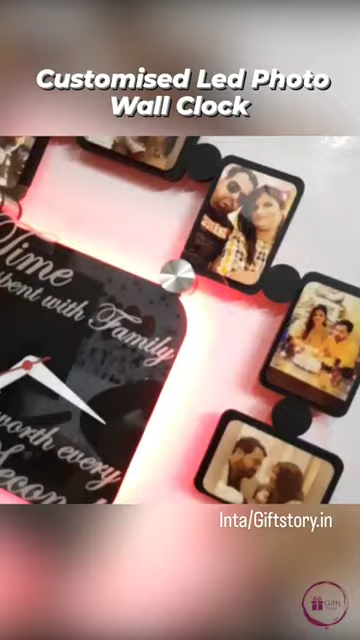 Customised Led Photo
Wall Clock
Time
spent with Family
worth every
Inta/Giftstory.in